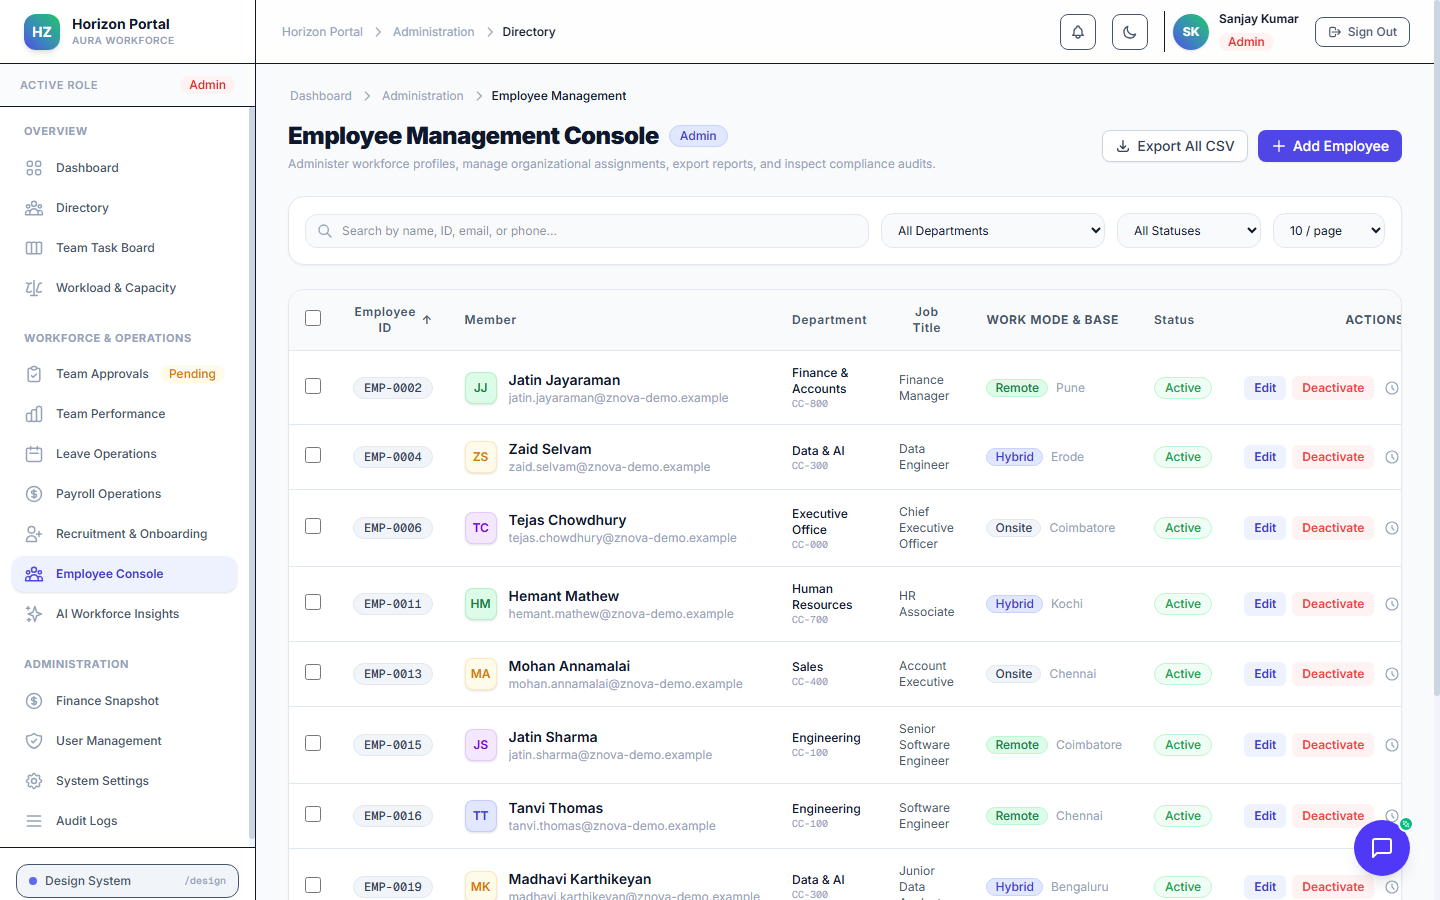 HZ
Horizon Portal
AURA WORKFORCE
ACTIVE ROLE
Admin
OVERVIEW
Dashboard
Directory
Team Task Board
Workload & Capacity
WORKFORCE & OPERATIONS
Team Approvals
Pending
Team Performance
Leave Operations
Payroll Operations
Recruitment & Onboarding
Employee Console
AI Workforce Insights
ADMINISTRATION
Finance Snapshot
User Management
System Settings
Audit Logs
Design System
/design
Horizon Portal
Administration
Directory
SK
Sanjay Kumar
Admin
Sign Out
Dashboard
Administration
Employee Management
Employee Management Console
Admin
Administer workforce profiles, manage organizational assignments, export reports, and inspect compliance audits.
Export All CSV
Add Employee
Search by name, ID, email, or phone...
All Departments
All Statuses
10 / page
Employee
ID
Member
Department
Job
Title
WORK MODE & BASE
Status
ACTIONS
EMP-0002
JJ
Jatin Jayaraman
jatin.jayaraman@znova-demo.example
Finance &
Accounts
CC-800
Finance
Manager
Remote
Pune
Active
Edit
Deactivate
EMP-0004
ZS
Zaid Selvam
zaid.selvam@znova-demo.example
Data & AI
CC-300
Data
Engineer
Hybrid
Erode
Active
Edit
Deactivate
EMP-0006
TC
Tejas Chowdhury
tejas.chowdhury@znova-demo.example
Executive
Office
CC-000
Chief
Executive
Officer
Onsite
Coimbatore
Active
Edit
Deactivate
EMP-0011
HM
Hemant Mathew
hemant.mathew@znova-demo.example
Human
Resources
CC-700
HR
Associate
Hybrid
Kochi
Active
Edit
Deactivate
EMP-0013
MA
Mohan Annamalai
mohan.annamalai@znova-demo.example
Sales
CC-400
Account
Executive
Onsite
Chennai
Active
Edit
Deactivate
EMP-0015
JS
Jatin Sharma
jatin.sharma@znova-demo.example
Engineering
CC-100
Senior
Software
Engineer
Remote
Coimbatore
Active
Edit
Deactivate
EMP-0016
TT
Tanvi Thomas
tanvi.thomas@znova-demo.example
Engineering
CC-100
Software
Engineer
Remote
Chennai
Active
Edit
Deactivate
EMP-0019
MK
Madhavi Karthikeyan
madhavi.karthikeyan@znova-demo.example
Data & AI
CC-300
Junior
Data
Hybrid
Bengaluru
Active
Edit
Deactivate